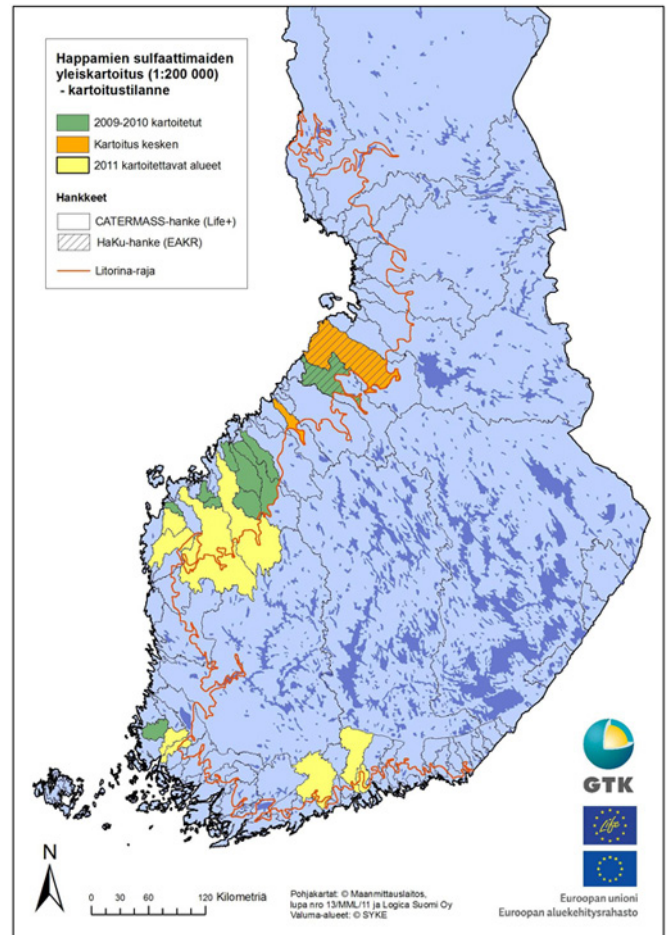 Happamien sulfaattimaiden
yleiskartoitus (1:200 000)
- kartoitustilanne
2009-2010 kartoitetut
Kartoitus kesken
2011 kartoitettavat alueet
Hankkeet
CATERMASS-hanke (Life+)
HaKu-hanke (EAKR)
Litorina-raja
GTK
Life
N
0 30 60 120 Kilometriä
Pohjakartat: © Maanmittauslaitos,
lupa nro 13/MML/11 ja Logica Suomi Oy
Valuma-alueet: © SYKE
Euroopan unioni
Euroopan aluekehitysrahasto